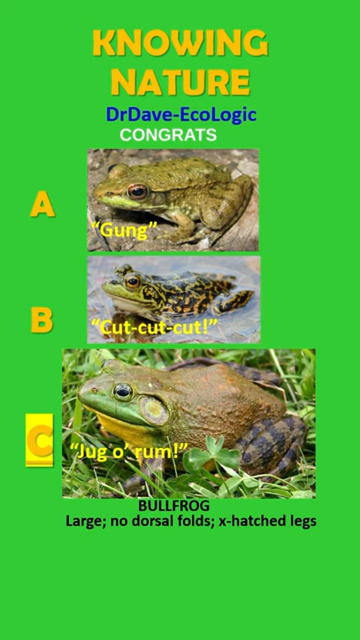 KNOWING
NATURE
DrDave-EcoLogic
CONGRATS
A
“Gung”
B
“Cut-cut-cut!”
C
“Jug o’ rum!”
BULLFROG
Large; no dorsal folds; x-hatched legs